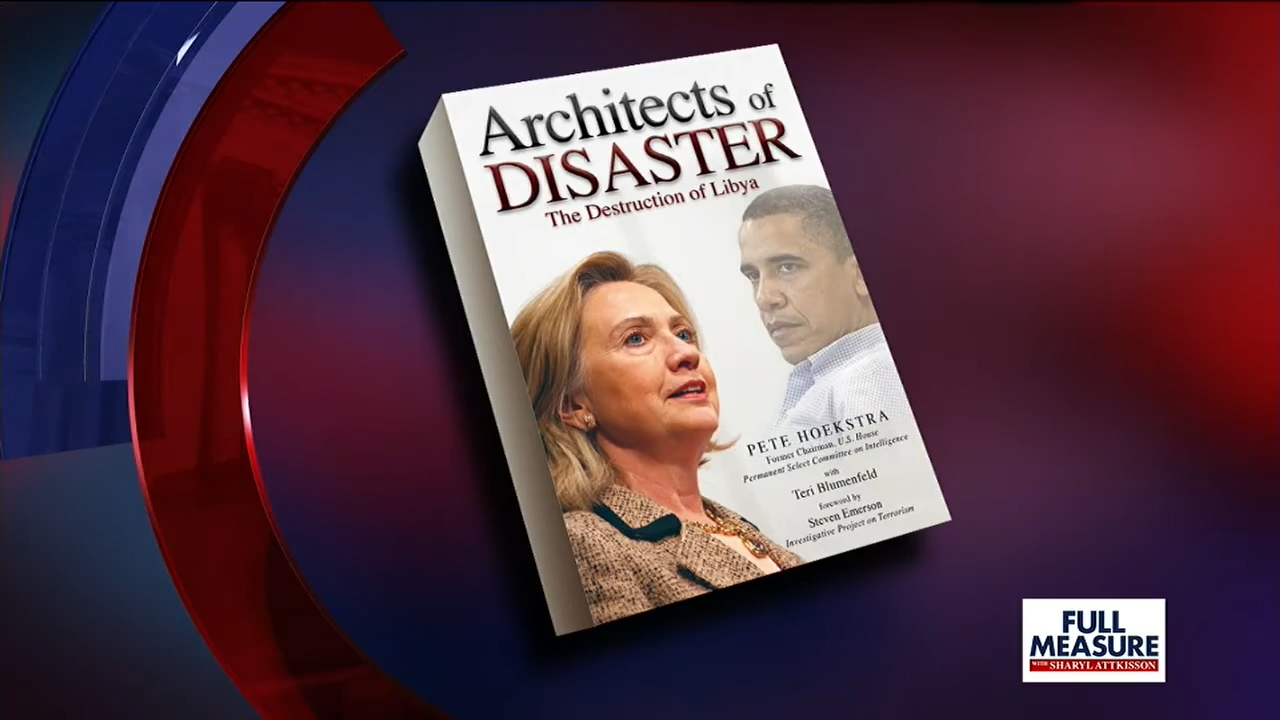 Architects of
DISASTER
The Destruction of Libya
PETE HOEKSTRA
Former Chairman, U.S. House
Permanent Select Committee on Intelligence
with
Teri Blumenfeld
foreword by
Steven Emerson
Investigative Project on Terrorism
FULL
MEASURE
WITH SHARYL ATTKISSON